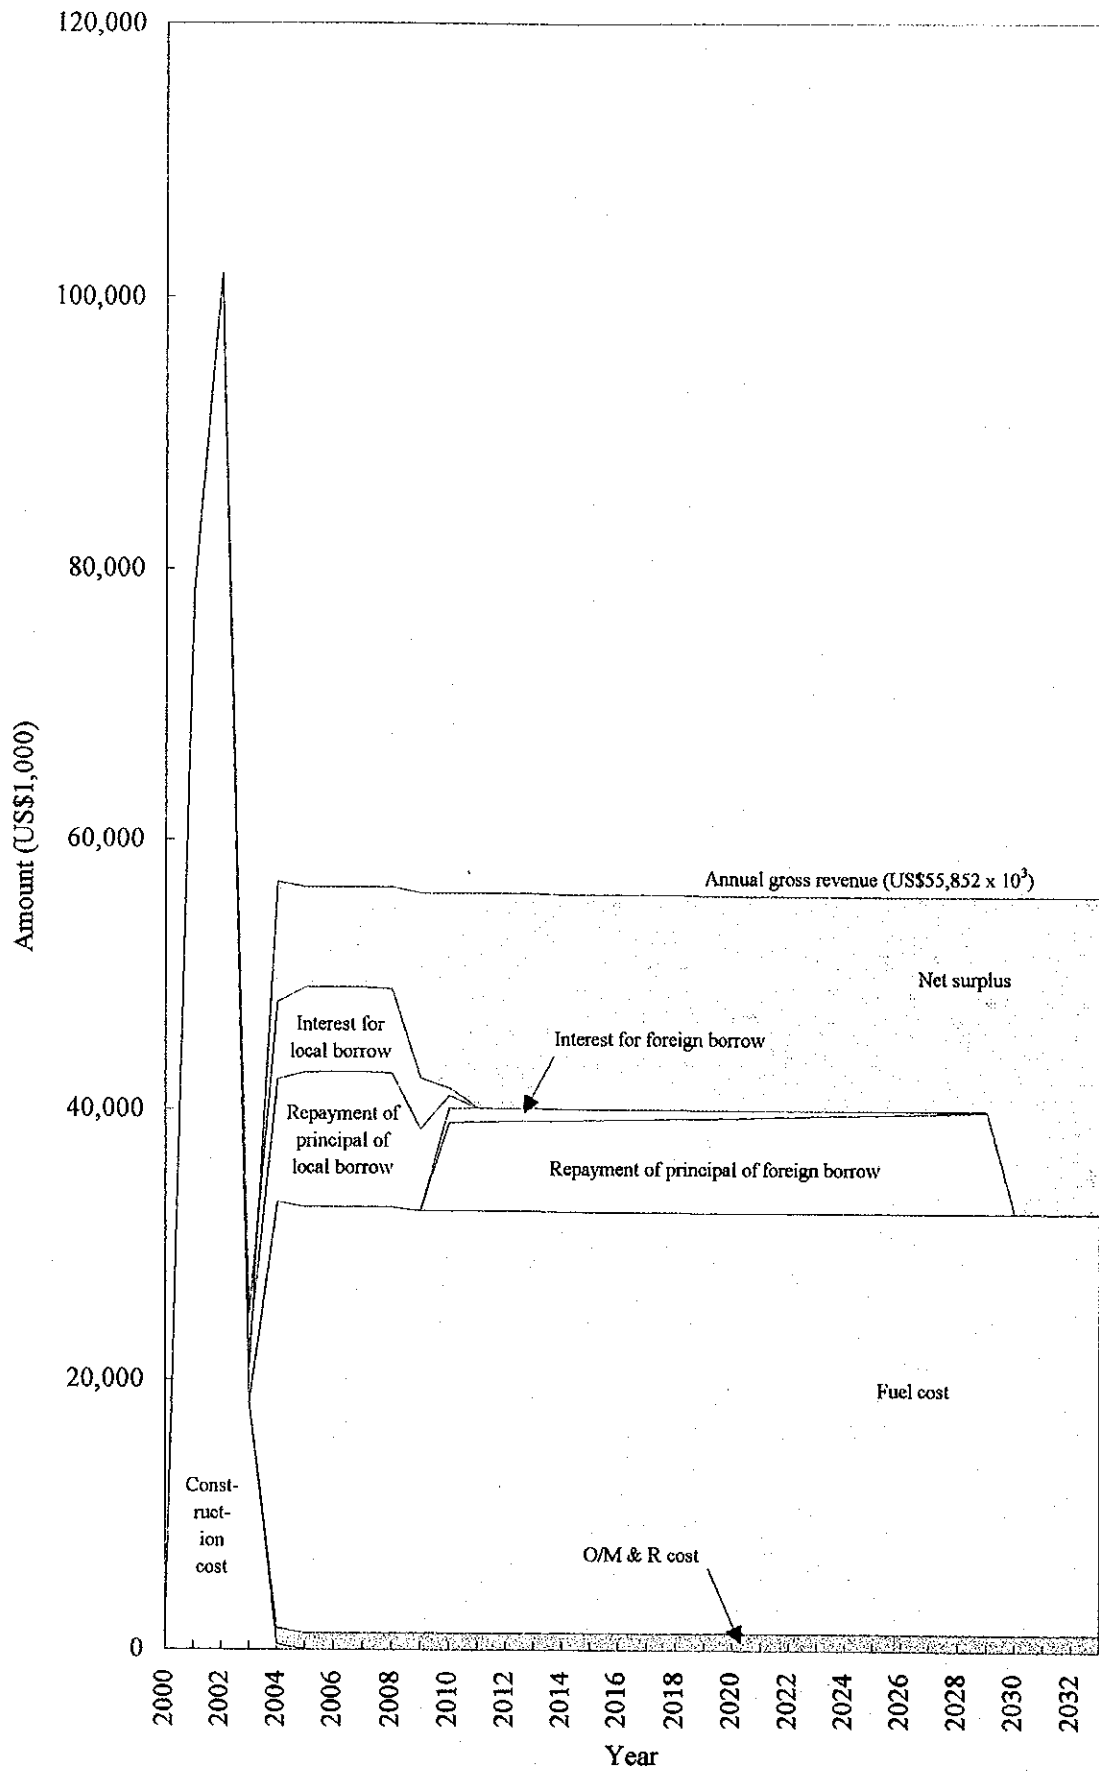 120,000
100,000
80,000
60,000
40,000
20,000
0
Amount (US$1,000)
Annual gross revenue (US$55,852 x 10³)
Net surplus
Interest for
local borrow
Interest for foreign borrow
Repayment of
principal of
local borrow
Repayment of principal of foreign borrow
Fuel cost
Const-
ruct-
ion
cost
O/M & R cost
2000
2002
2004
2006
2008
2010
2012
2014
2016
2018
2020
2022
2024
2026
2028
2030
2032
Year